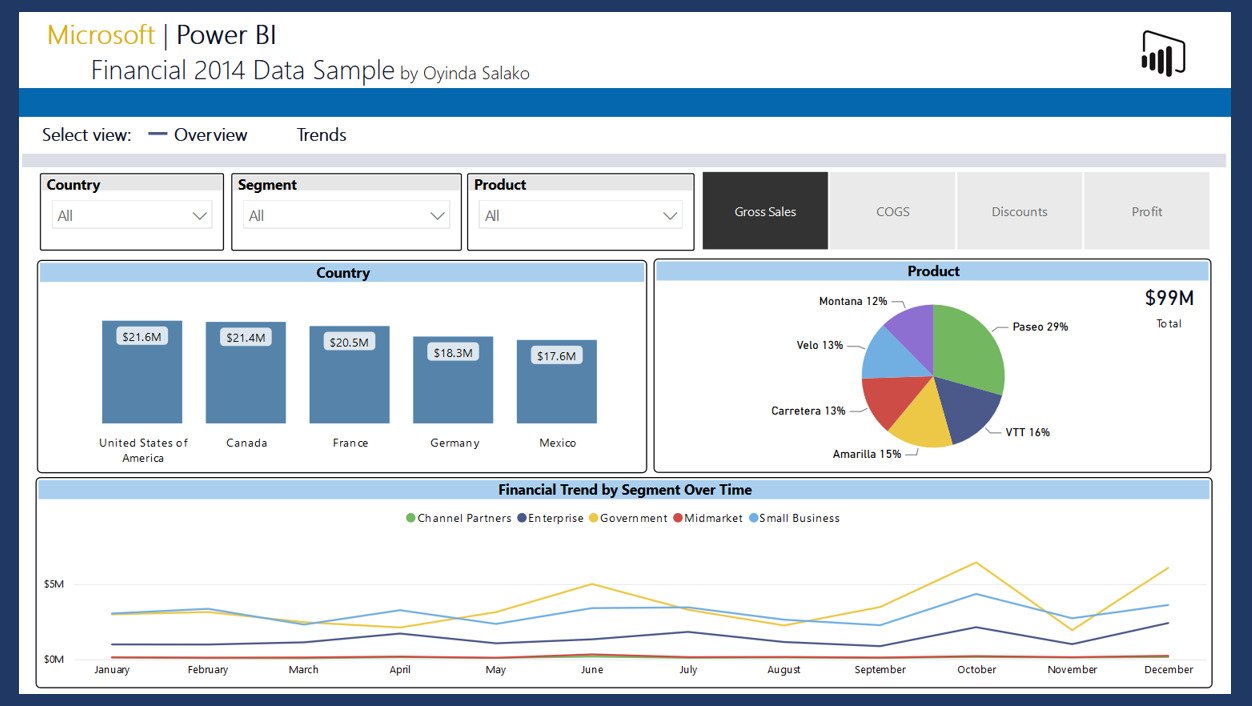 Microsoft | Power BI
Financial 2014 Data Sample by Oyinda Salako
Select view: Overview Trends
Country
All
Segment
All
Product
All
Gross Sales COGS Discounts Profit
Country
$21.6M $21.4M $20.5M $18.3M $17.6M
United States of
America
Canada
France
Germany
Mexico
Product
$99M
Total
Montana 12%
Paseo 29%
Velo 13%
Carretera 13%
VTT 16%
Amarilla 15%
Financial Trend by Segment Over Time
Channel Partners Enterprise Government Midmarket Small Business
$5M
$0M
January February March April May June July August September October November December